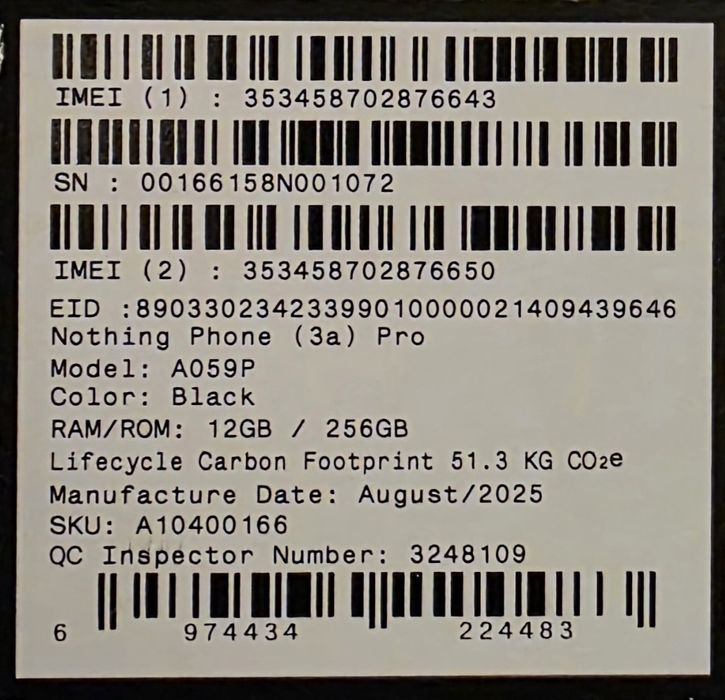 IMEI (1) : 353458702876643
SN : 00166158N001072
IMEI (2) : 353458702876650
EID :89033023423399010000021409439646
Nothing Phone (3a) Pro
Model: A059P
Color: Black
RAM/ROM: 12GB / 256GB
Lifecycle Carbon Footprint 51.3 KG CO₂e
Manufacture Date: August/2025
SKU: A10400166
QC Inspector Number: 3248109
6 974434 224483